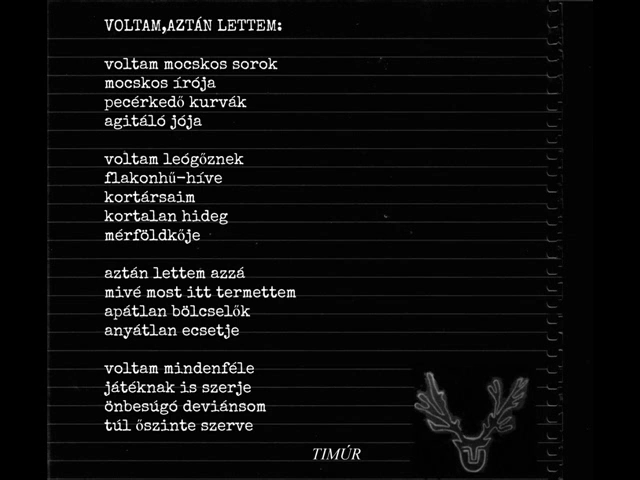 VOLTAM,AZTÁN LETTEM:
voltam mocskos sorok
mocskos írója
pecérkedő kurvák
agitáló jója
voltam leógőznek
flakonhű-híve
kortársaim
kortalan hideg
mérföldkője
aztán lettem azzá
mivé most itt termettem
apátlan bölcselők
anyátlan ecsetje
voltam mindenféle
játéknak is szerje
önbesúgó deviánsom
túl őszinte szerve
TIMÚR